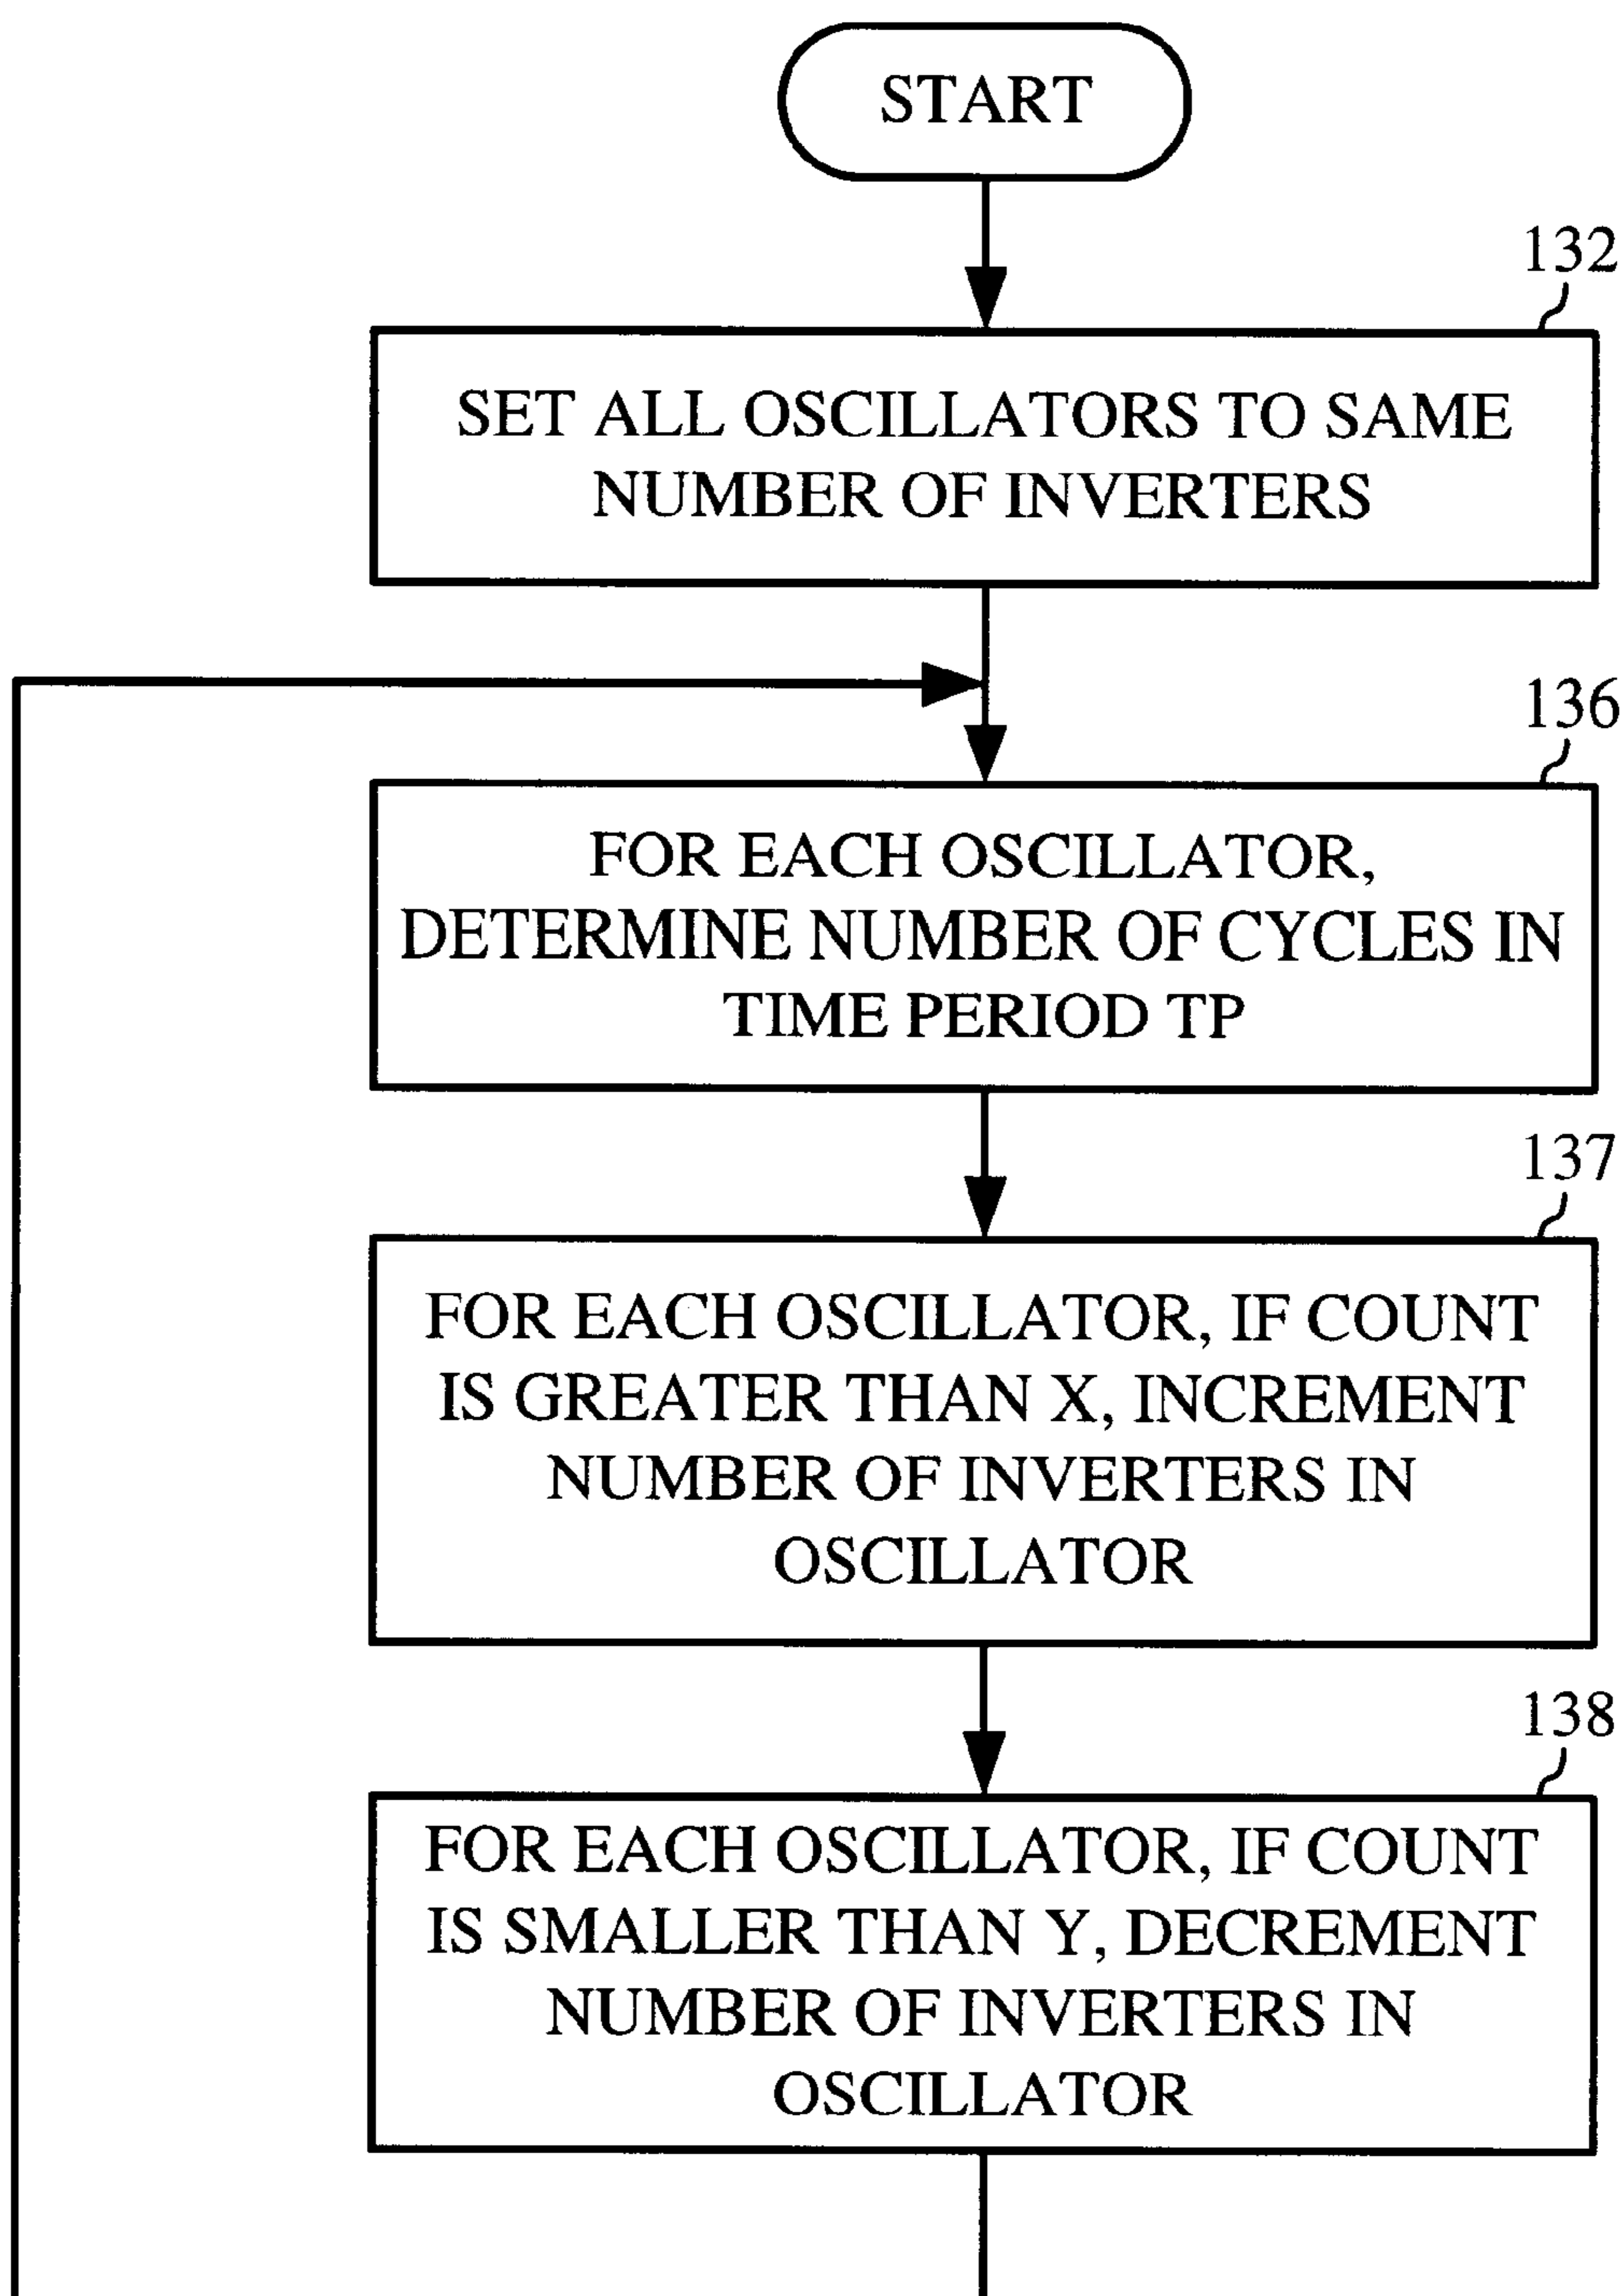 START
132
SET ALL OSCILLATORS TO SAME
NUMBER OF INVERTERS
136
FOR EACH OSCILLATOR,
DETERMINE NUMBER OF CYCLES IN
TIME PERIOD TP
137
FOR EACH OSCILLATOR, IF COUNT
IS GREATER THAN X, INCREMENT
NUMBER OF INVERTERS IN
OSCILLATOR
138
FOR EACH OSCILLATOR, IF COUNT
IS SMALLER THAN Y, DECREMENT
NUMBER OF INVERTERS IN
OSCILLATOR